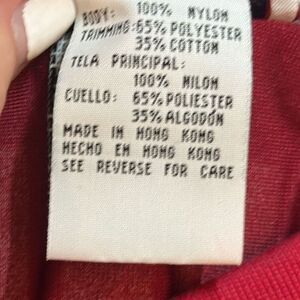 BODY: 100% NYLON
TRIMMING: 65% POLYESTER
35% COTTON
TELA PRINCIPAL:
100% NILON
CUELLO: 65% POLIESTER
35% ALGODÓN
MADE IN HONG KONG
HECHO EN HONG KONG
SEE REVERSE FOR CARE